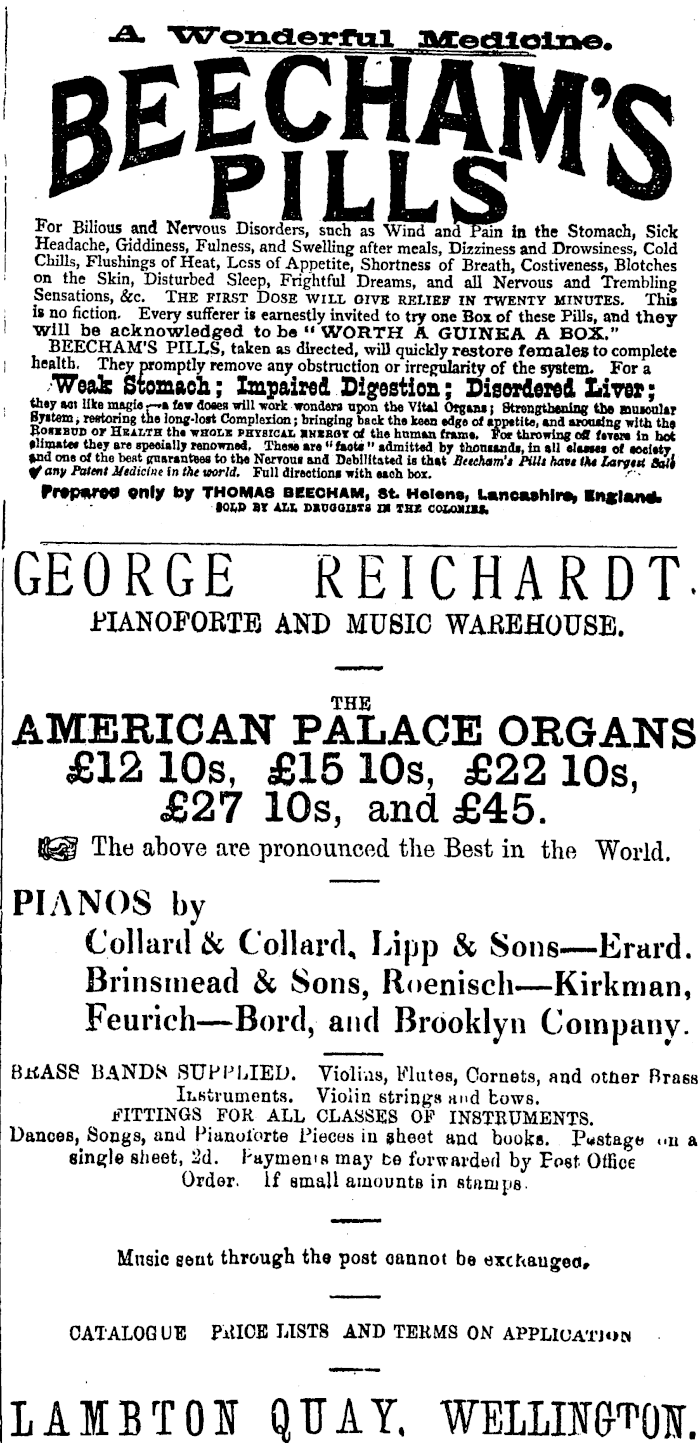 A Wonderful Medicine.
BEECHAM'S
PILLS
For Bilious and Nervous Disorders, such as Wind and Pain in the Stomach, Sick
Headache, Giddiness, Fulness, and Swelling after meals, Dizziness and Drowsiness, Cold
Chills, Flushings of Heat, Loss of Appetite, Shortness of Breath, Costiveness, Blotches
on the Skin, Disturbed Sleep, Frightful Dreams, and all Nervous and Trembling
Sensations, &c. THE FIRST DOSE WILL GIVE RELIEF IN TWENTY MINUTES. This
is no fiction. Every sufferer is earnestly invited to try one Box of these Pills, and they
will be acknowledged to be "WORTH A GUINEA A BOX."
BEECHAM'S PILLS, taken as directed, will quickly restore females to complete
health. They promptly remove any obstruction or irregularity of the system. For a
Weak Stomach; Impaired Digestion; Disordered Liver;
they act like magic:—a few doses will work wonders upon the Vital Organs; Strengthening the muscular
System; restoring the long-lost Complexion; bringing back the keen edge of appetite, and arousing with the
ROSEBUD OF HEALTH the WHOLE PHYSICAL ENERGY of the human frame. For throwing off fevers in hot
climates they are specially renowned. These are "facts" admitted by thousands, in all classes of society
and one of the best guarantees to the Nervous and Debilitated is that Beecham's Pills have the Largest Sale
of any Patent Medicine in the world. Full directions with each box.
Prepared only by THOMAS BEECHAM, St. Helens, Lancashire, England.
SOLD BY ALL DRUGGISTS IN THE COLONIES.
GEORGE REICHARDT.
PIANOFORTE AND MUSIC WAREHOUSE.
THE
AMERICAN PALACE ORGANS
£12 10s, £15 10s, £22 10s,
£27 10s, and £45.
The above are pronounced the Best in the World.
PIANOS by
Collard & Collard, Lipp & Sons—Erard.
Brinsmead & Sons, Roenisch—Kirkman,
Feurich—Bord, and Brooklyn Company.
BRASS BANDS SUPPLIED. Violins, Flutes, Cornets, and other Brass
Instruments. Violin strings and bows.
FITTINGS FOR ALL CLASSES OF INSTRUMENTS.
Dances, Songs, and Pianoforte Pieces in sheet and books. Postage on a
single sheet, 2d. Payments may be forwarded by Post Office
Order. If small amounts in stamps.
Music sent through the post cannot be exchanged.
CATALOGUE PRICE LISTS AND TERMS ON APPLICATION
LAMBTON QUAY, WELLINGTON.